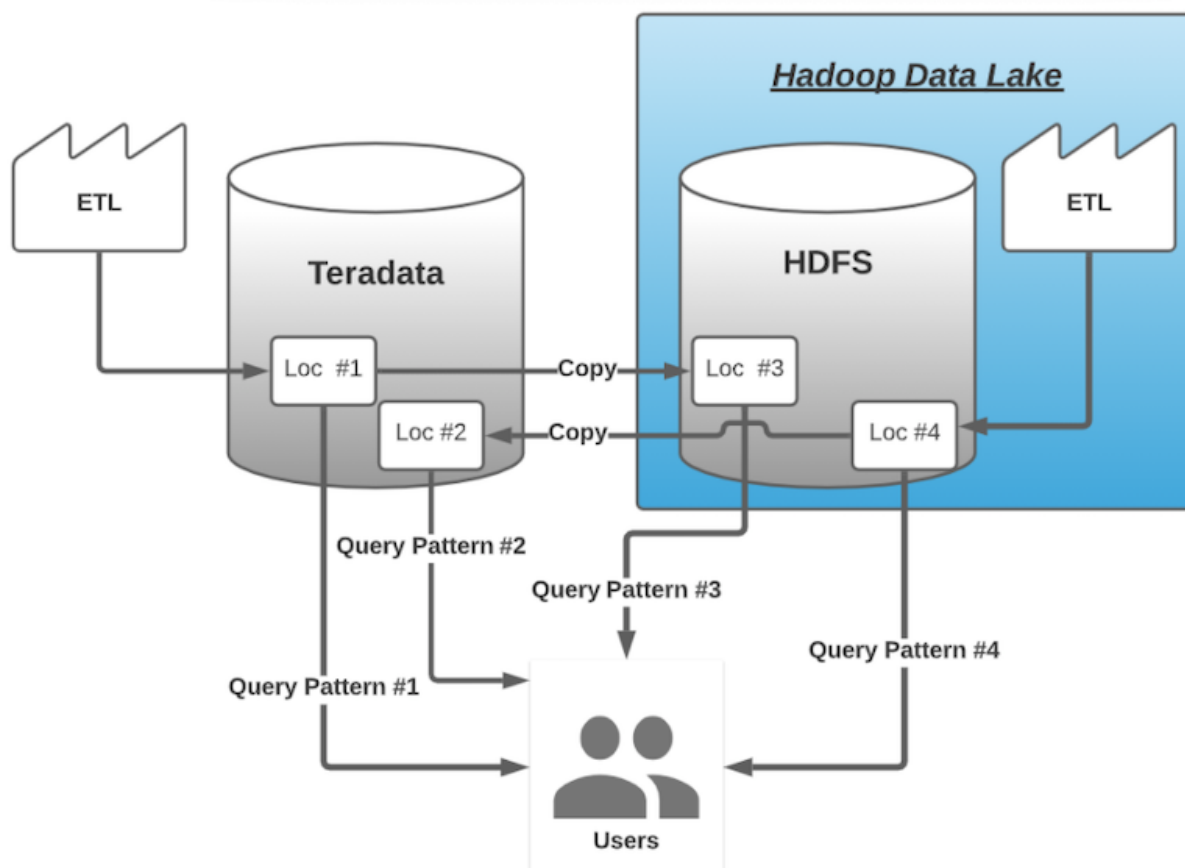 Hadoop Data Lake
ETL
ETL
Teradata
HDFS
Loc #1
Copy
Loc #3
Loc #2
Copy
Loc #4
Query Pattern #2
Query Pattern #3
Query Pattern #4
Query Pattern #1
Users